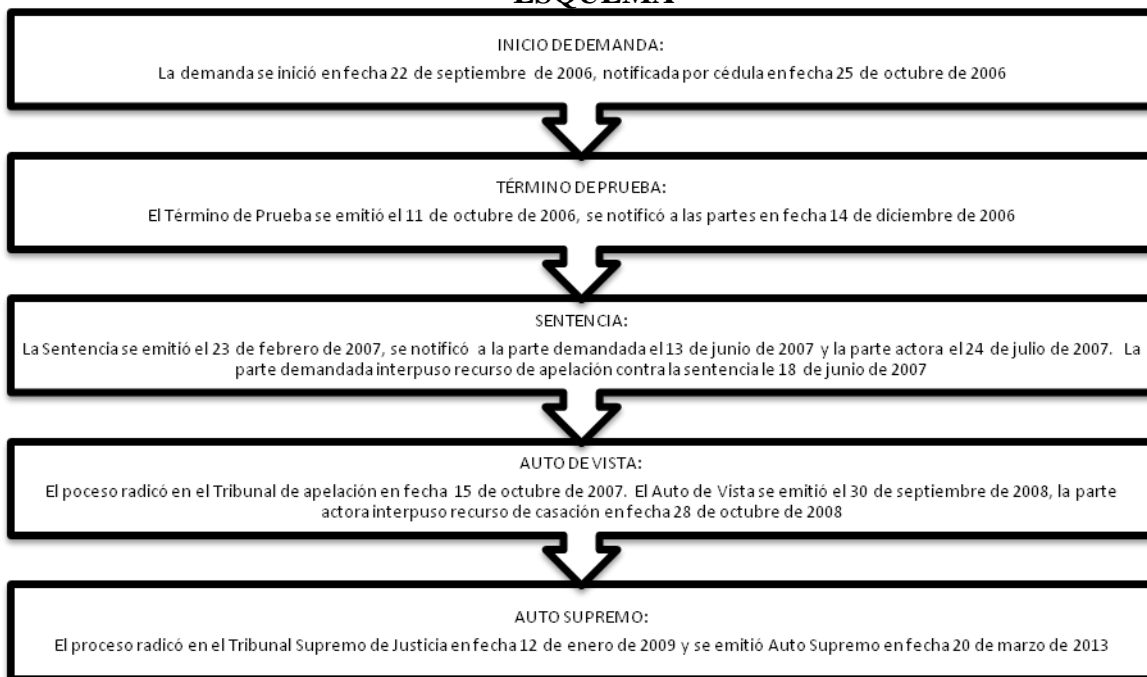 ESQUEMA
INICIO DE DEMANDA:
La demanda se inició en fecha 22 de septiembre de 2006, notificada por cédula en fecha 25 de octubre de 2006
TÉRMINO DE PRUEBA:
El Término de Prueba se emitió el 11 de octubre de 2006, se notificó a las partes en fecha 14 de diciembre de 2006
SENTENCIA:
La Sentencia se emitió el 23 de febrero de 2007, se notificó a la parte demandada el 13 de junio de 2007 y la parte actora el 24 de julio de 2007. La
parte demandada interpuso recurso de apelación contra la sentencia le 18 de junio de 2007
AUTO DE VISTA:
El poceso radicó en el Tribunal de apelación en fecha 15 de octubre de 2007. El Auto de Vista se emitió el 30 de septiembre de 2008, la parte
actora interpuso recurso de casación en fecha 28 de octubre de 2008
AUTO SUPREMO:
El proceso radicó en el Tribunal Supremo de Justicia en fecha 12 de enero de 2009 y se emitió Auto Supremo en fecha 20 de marzo de 2013